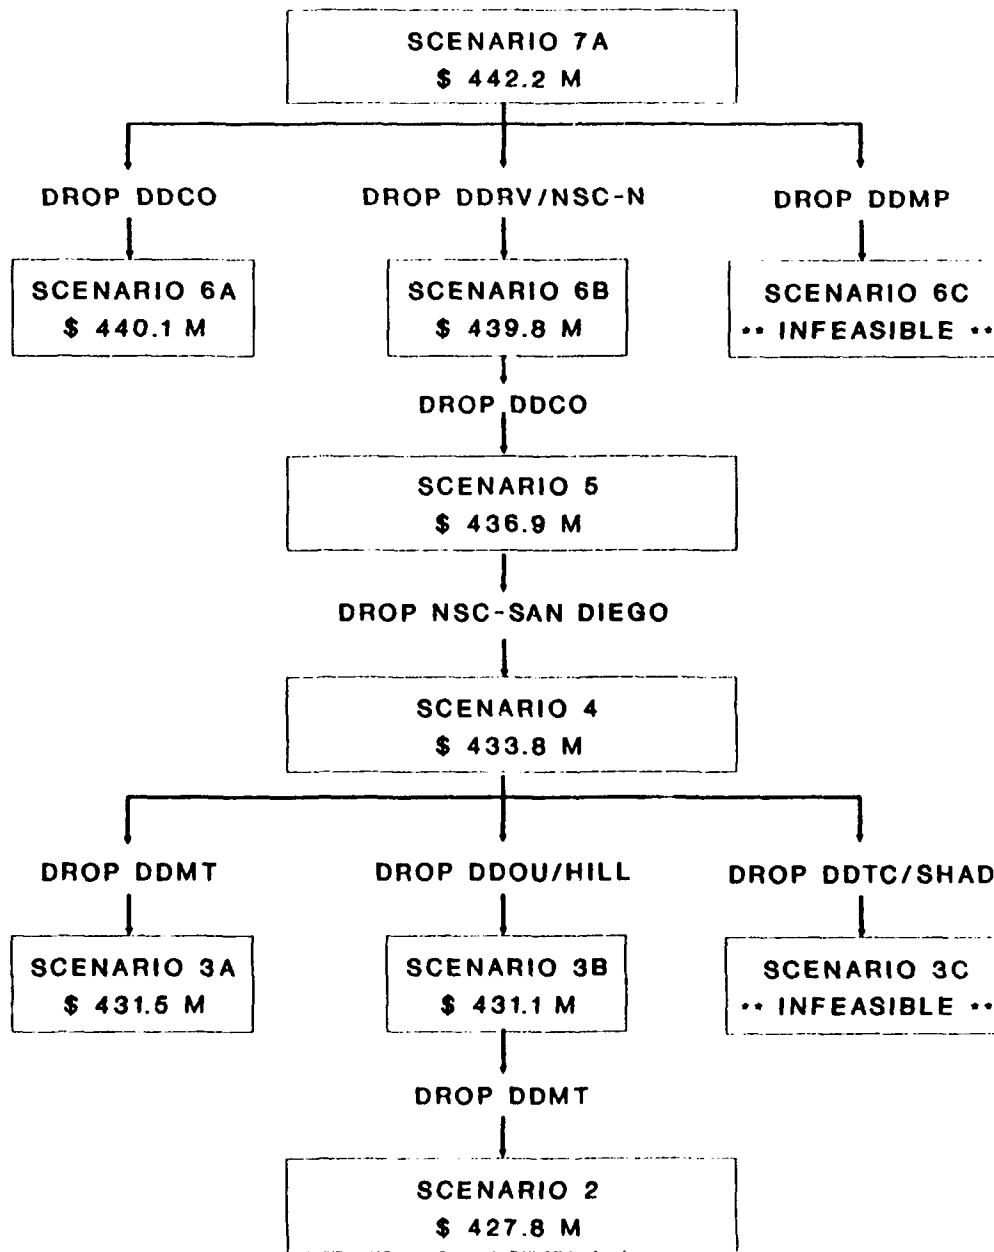 SCENARIO 7A
$ 442.2 M
DROP DDCO
DROP DDRV/NSC-N
DROP DDMP
SCENARIO 6A
$ 440.1 M
SCENARIO 6B
$ 439.8 M
SCENARIO 6C
** INFEASIBLE **
DROP DDCO
SCENARIO 5
$ 436.9 M
DROP NSC-SAN DIEGO
SCENARIO 4
$ 433.8 M
DROP DDMT
DROP DDOU/HILL
DROP DDTC/SHAD
SCENARIO 3A
$ 431.5 M
SCENARIO 3B
$ 431.1 M
SCENARIO 3C
** INFEASIBLE **
DROP DDMT
SCENARIO 2
$ 427.8 M